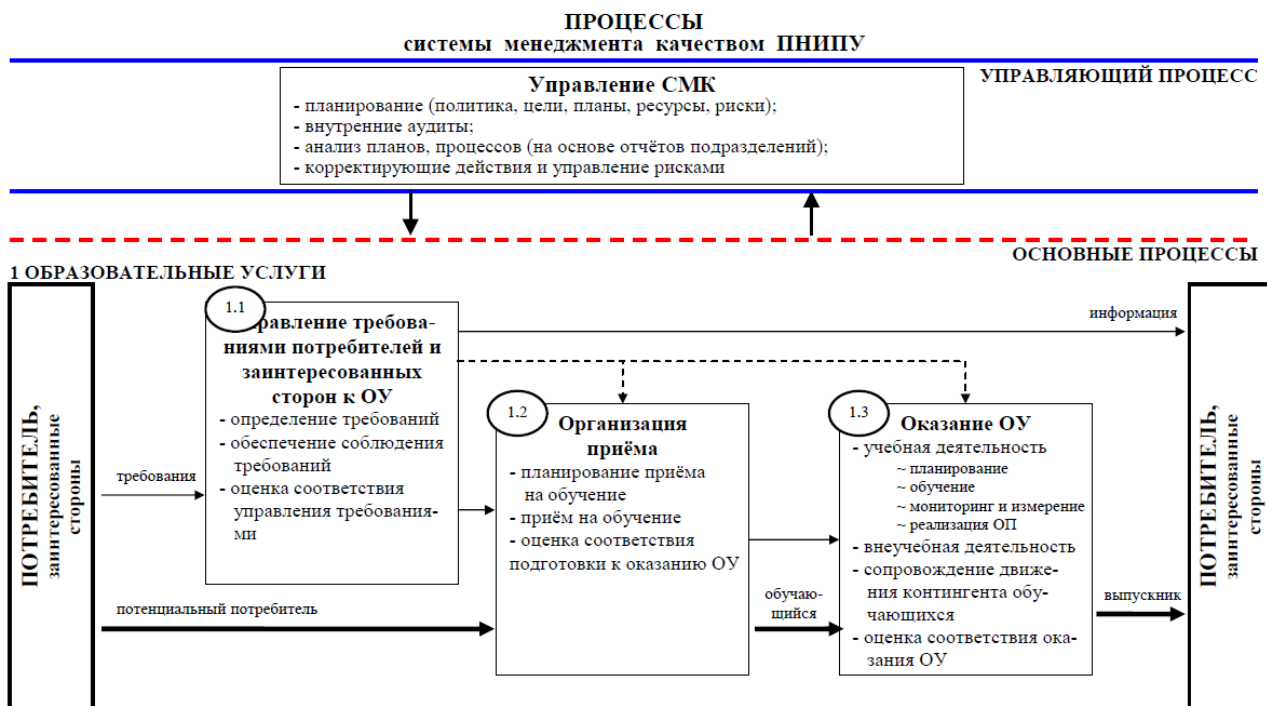 ПРОЦЕССЫ
системы менеджмента качеством ПНИПУ
УПРАВЛЯЮЩИЙ ПРОЦЕСС
Управление СМК
- планирование (политика, цели, планы, ресурсы, риски);
- внутренние аудиты;
- анализ планов, процессов (на основе отчётов подразделений);
- корректирующие действия и управление рисками
ОСНОВНЫЕ ПРОЦЕССЫ
1 ОБРАЗОВАТЕЛЬНЫЕ УСЛУГИ
ПОТРЕБИТЕЛЬ,
заинтересованные
стороны
требования
потенциальный потребитель
1.1
равление требова-
ниями потребителей и
заинтересованных
сторон к ОУ
- определение требований
- обеспечение соблюдения
требований
- оценка соответствия
управления требования-
ми
информация
1.2
Организация
приёма
- планирование приёма
на обучение
- приём на обучение
- оценка соответствия
подготовки к оказанию ОУ
обучаю-
щийся
1.3
Оказание ОУ
- учебная деятельность
~ планирование
~ обучение
~ мониторинг и измерение
~ реализация ОП
- внеучебная деятельность
- сопровождение движе-
ния контингента обу-
чающихся
- оценка соответствия ока-
зания ОУ
выпускник
ПОТРЕБИТЕЛЬ,
заинтересованные
стороны